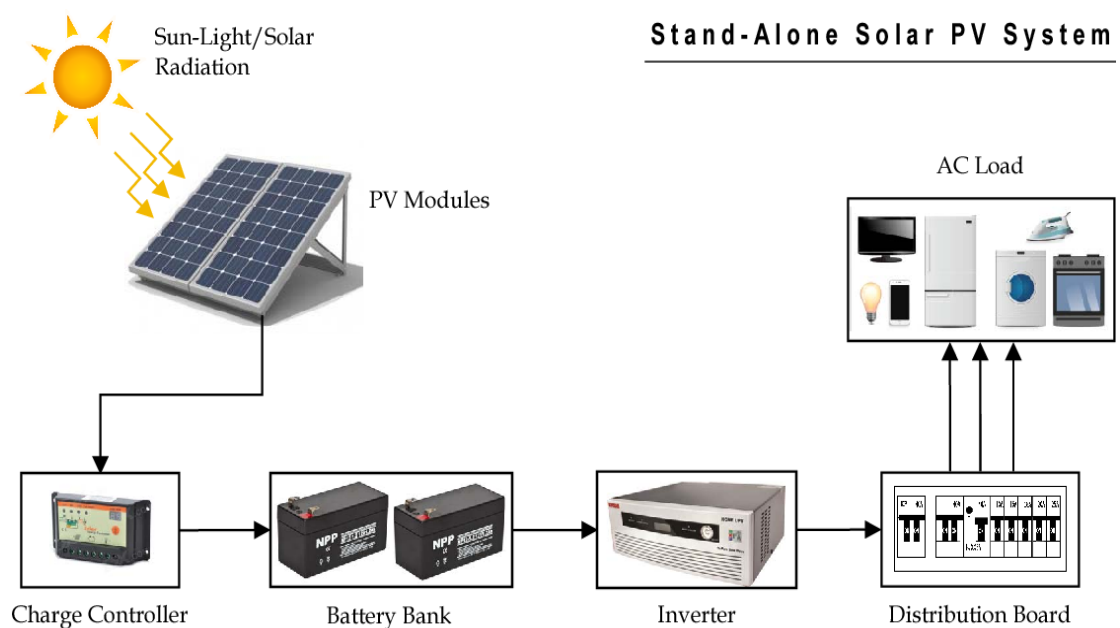 Stand-Alone Solar PV System
Sun-Light/Solar
Radiation
PV Modules
AC Load
NPP
NPP
Charge Controller
Battery Bank
Inverter
Distribution Board